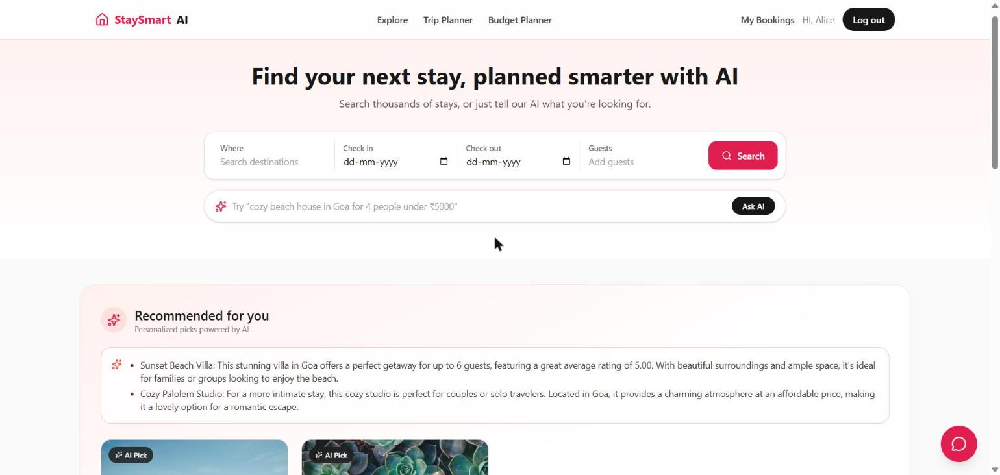 StaySmart AI
Explore
Trip Planner
Budget Planner
My Bookings
Hi, Alice
Log out
Find your next stay, planned smarter with AI
Search thousands of stays, or just tell our AI what you're looking for.
Where
Search destinations
Check in
dd-mm-yyyy
Check out
dd-mm-yyyy
Guests
Add guests
Search
Try "cozy beach house in Goa for 4 people under ₹5000"
Ask AI
Recommended for you
Personalized picks powered by AI
• Sunset Beach Villa: This stunning villa in Goa offers a perfect getaway for up to 6 guests, featuring a great average rating of 5.00. With beautiful surroundings and ample space, it's ideal
for families or groups looking to enjoy the beach.
• Cozy Palolem Studio: For a more intimate stay, this cozy studio is perfect for couples or solo travelers. Located in Goa, it provides a charming atmosphere at an affordable price, making
it a lovely option for a romantic escape.
AI Pick
AI Pick